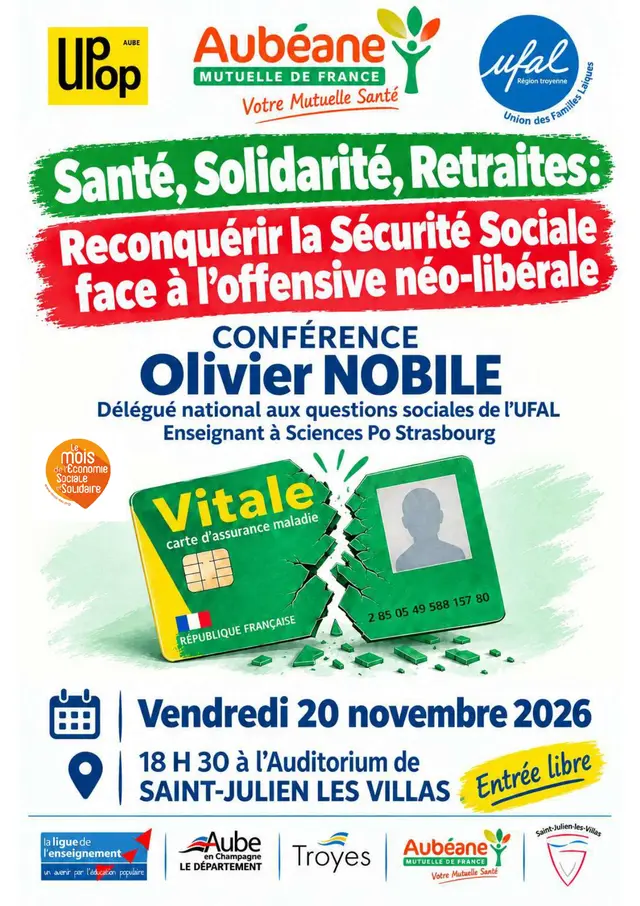 UPOP
AUBE
Aubéane
MUTUELLE DE FRANCE
Votre Mutuelle Santé
ufal
Région troyenne
Union des Familles Laïques
Santé, Solidarité, Retraites :
Reconquérir la Sécurité Sociale
face à l'offensive néo-libérale
CONFÉRENCE
Olivier NOBILE
Délégué national aux questions sociales de l'UFAL
Enseignant à Sciences Po Strasbourg
Le
mois
de l'Économie
Sociale
et Solidaire
Vitale
carte d'assurance maladie
RÉPUBLIQUE FRANÇAISE
2 85 05 49 588 157 80
Vendredi 20 novembre 2026
18 H 30 à l'Auditorium de
SAINT-JULIEN LES VILLAS
Entrée libre
la ligue de
l'enseignement
un avenir par l'éducation populaire
Aube
en Champagne
LE DÉPARTEMENT
Troyes
Aubéane
MUTUELLE DE FRANCE
Votre Mutuelle Santé
Saint-Julien-les-Villas